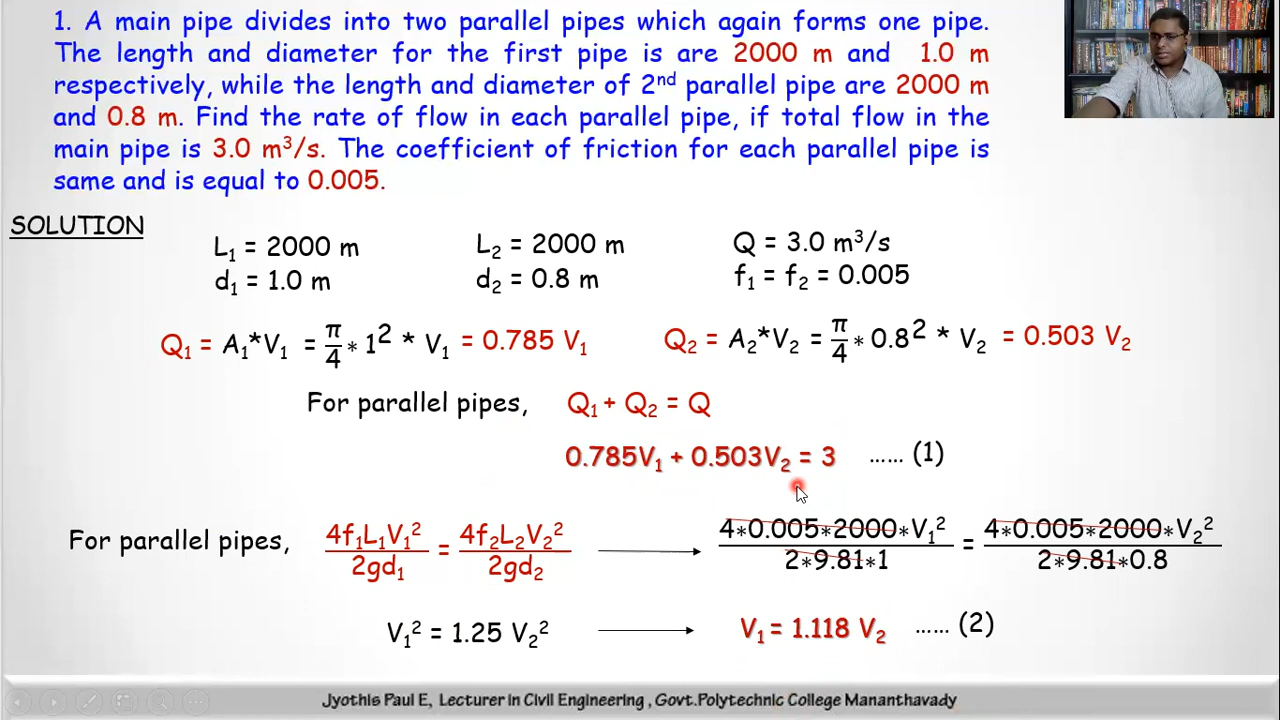 1. A main pipe divides into two parallel pipes which again forms one pipe.
The length and diameter for the first pipe is are 2000 m and 1.0 m
respectively, while the length and diameter of 2nd parallel pipe are 2000 m
and 0.8 m. Find the rate of flow in each parallel pipe, if total flow in the
main pipe is 3.0 m³/s. The coefficient of friction for each parallel pipe is
same and is equal to 0.005.
SOLUTION
L₁ = 2000 m L₂ = 2000 m Q = 3.0 m³/s
d₁ = 1.0 m d₂ = 0.8 m f₁ = f₂ = 0.005
Q₁ = A₁*V₁ = π/4 * 1² * V₁ = 0.785 V₁ Q₂ = A₂*V₂ = π/4 * 0.8² * V₂ = 0.503 V₂
For parallel pipes, Q₁ + Q₂ = Q
0.785V₁ + 0.503V₂ = 3 ...... (1)
For parallel pipes, 4f₁L₁V₁²/2gd₁ = 4f₂L₂V₂²/2gd₂ 4*0.005*2000*V₁²/2*9.81*1 = 4*0.005*2000*V₂²/2*9.81*0.8
V₁² = 1.25 V₂² V₁ = 1.118 V₂ ...... (2)
Jyothis Paul E, Lecturer in Civil Engineering , Govt.Polytechnic College Mananthavady